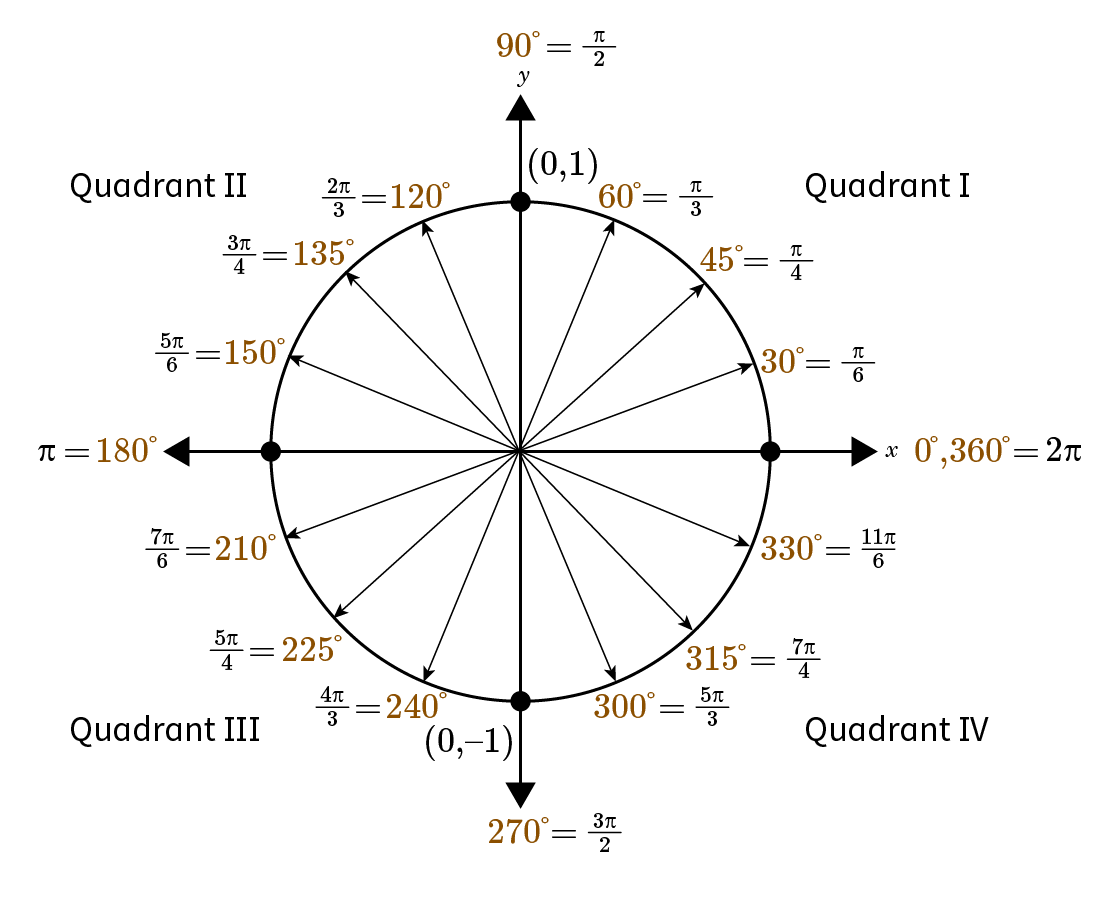 90° = π/2
y
(0,1)
Quadrant II
Quadrant I
2π/3 = 120°
60° = π/3
3π/4 = 135°
45° = π/4
5π/6 = 150°
30° = π/6
π = 180°
x
0°,360° = 2π
7π/6 = 210°
330° = 11π/6
5π/4 = 225°
315° = 7π/4
4π/3 = 240°
300° = 5π/3
Quadrant III
(0,–1)
Quadrant IV
270° = 3π/2